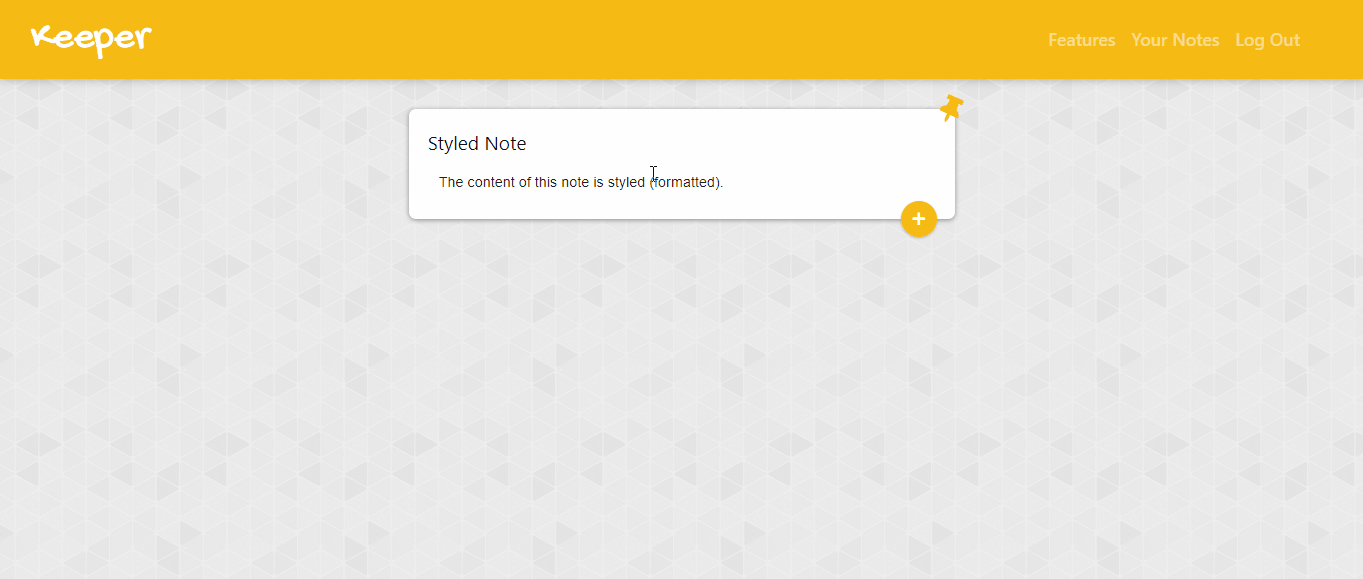 Keeper
Features Your Notes Log Out
Styled Note
The content of this note is styled (formatted).
+